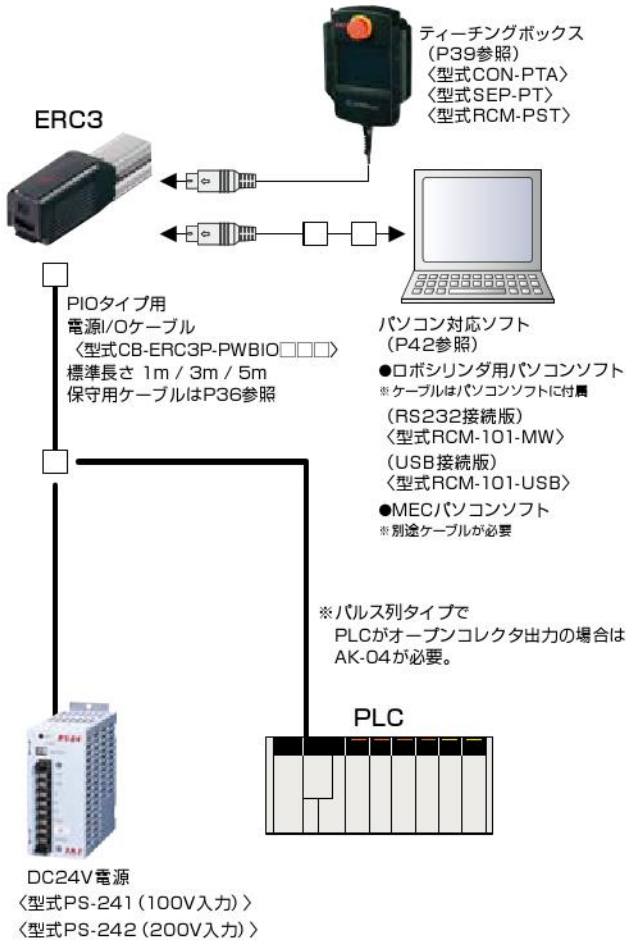 ティーチングボックス
(P39参照)
〈型式CON-PTA〉
〈型式SEP-PT〉
〈型式RCM-PST〉
ERC3
PIOタイプ用
電源I/Oケーブル
〈型式CB-ERC3P-PWBIO□□□〉
標準長さ 1m / 3m / 5m
保守用ケーブルはP36参照
パソコン対応ソフト
(P42参照)
●ロボシリンダ用パソコンソフト
※ケーブルはパソコンソフトに付属
(RS232接続版)
〈型式RCM-101-MW〉
(USB接続版)
〈型式RCM-101-USB〉
●MECパソコンソフト
※別途ケーブルが必要
※パルス列タイプで
PLCがオープンコレクタ出力の場合は
AK-04が必要。
PLC
DC24V電源
〈型式PS-241(100V入力)〉
〈型式PS-242(200V入力)〉